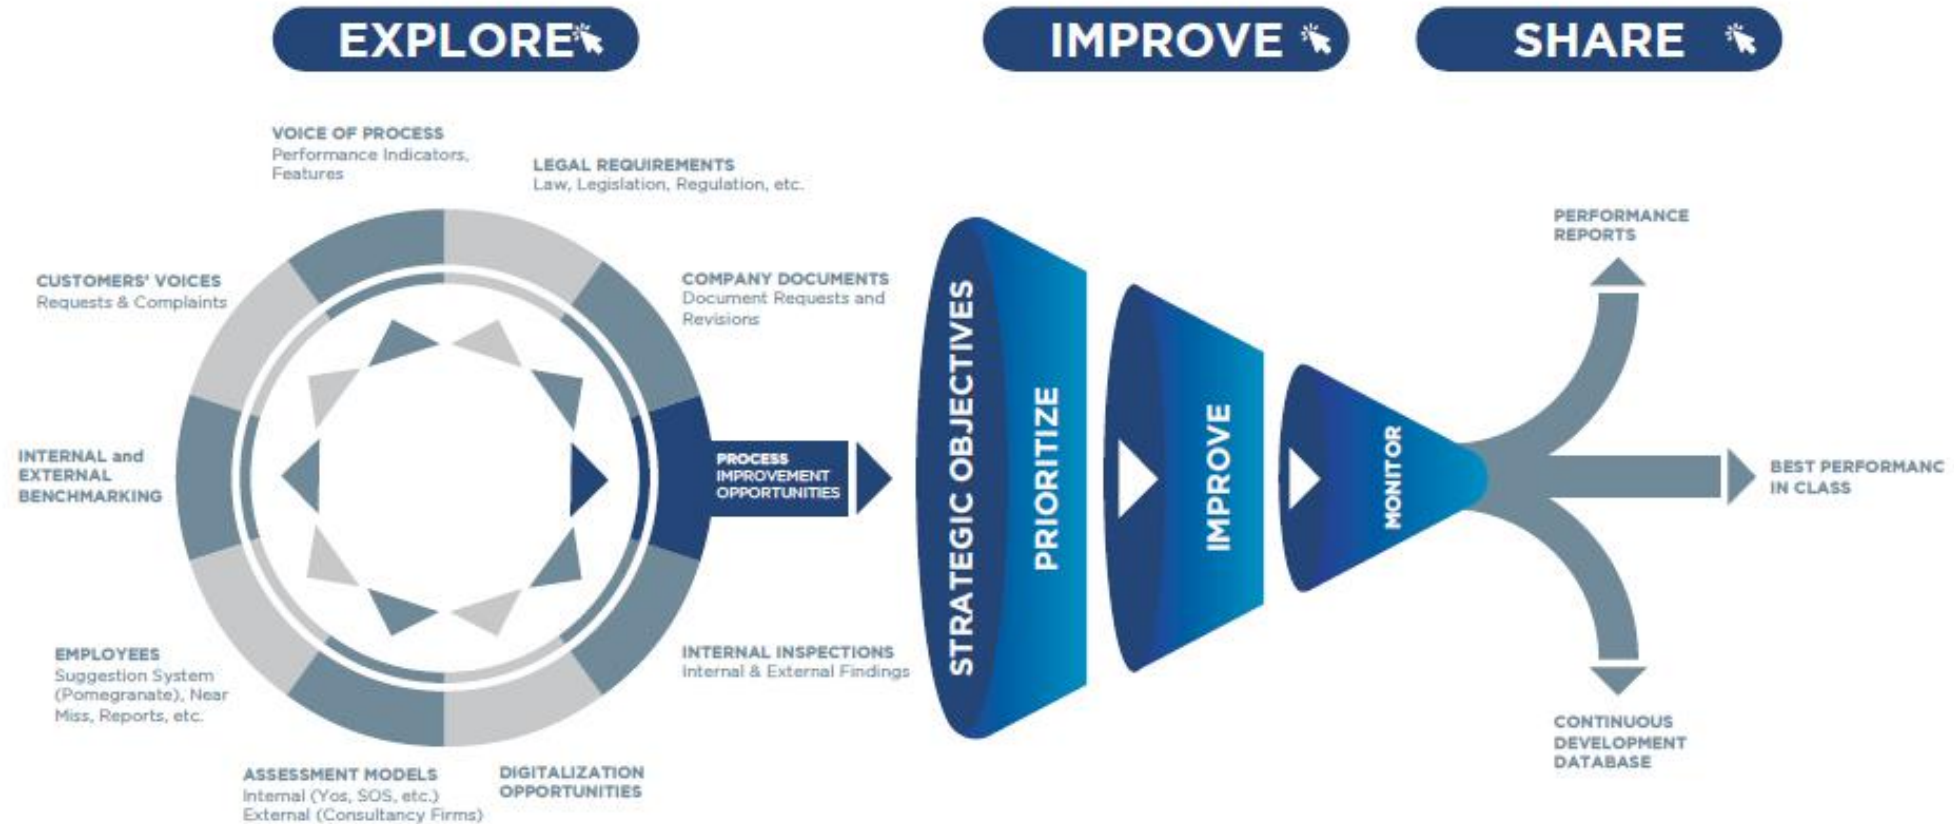 EXPLORE
IMPROVE
SHARE
VOICE OF PROCESS
Performance Indicators,
Features
LEGAL REQUIREMENTS
Law, Legislation, Regulation, etc.
CUSTOMERS' VOICES
Requests & Complaints
COMPANY DOCUMENTS
Document Requests and
Revisions
INTERNAL and
EXTERNAL
BENCHMARKING
PROCESS
IMPROVEMENT
OPPORTUNITIES
EMPLOYEES
Suggestion System
(Pomegranate), Near
Miss, Reports, etc.
INTERNAL INSPECTIONS
Internal & External Findings
ASSESSMENT MODELS
Internal (Yos, SOS, etc.)
External (Consultancy Firms)
DIGITALIZATION
OPPORTUNITIES
STRATEGIC OBJECTIVES
PRIORITIZE
IMPROVE
MONITOR
PERFORMANCE
REPORTS
BEST PERFORMANC
IN CLASS
CONTINUOUS
DEVELOPMENT
DATABASE